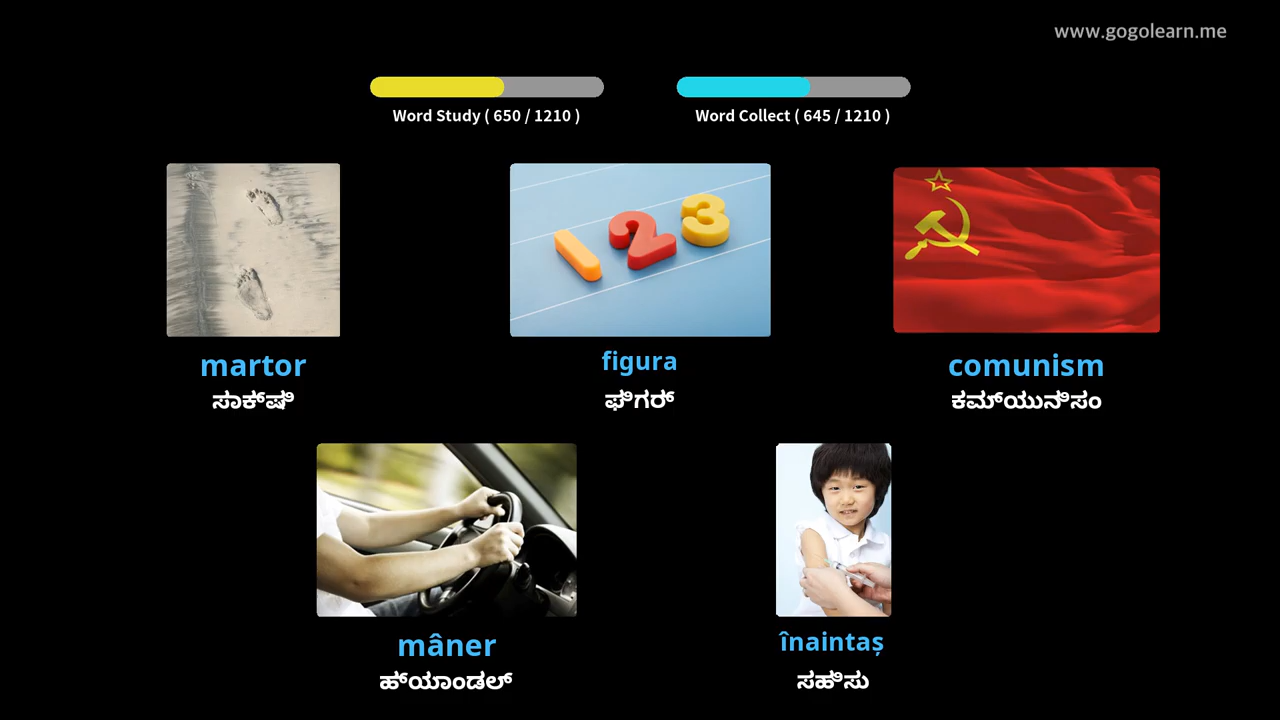 www.gogolearn.me
Word Study ( 650 / 1210 )
Word Collect ( 645 / 1210 )
martor
ಸಾಕ್ಷಿ
figura
ಫಿಗರ್
comunism
ಕಮ್ಯುನಿಸಂ
mâner
ಹ್ಯಾಂಡಲ್
înaintaș
ಸಹಿಸು